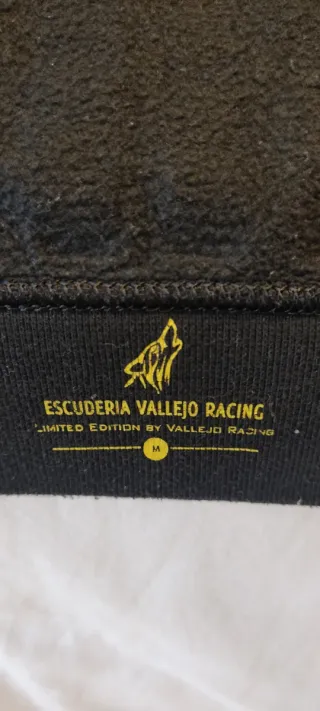 ESCUDERIA VALLEJO RACING
LIMITED EDITION BY VALLEJO RACING
M